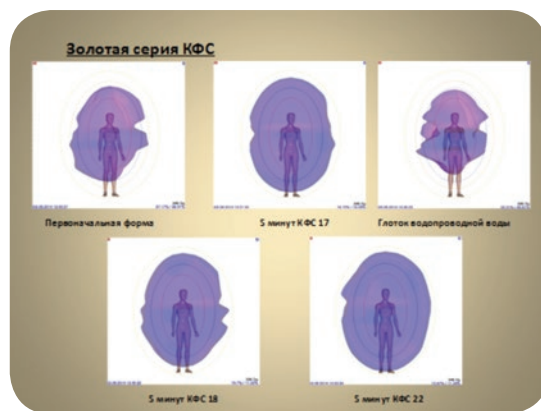 Золотая серия КФС
Первоначальная форма
5 минут КФС 17
Глоток водопроводной воды
5 минут КФС 18
5 минут КФС 22